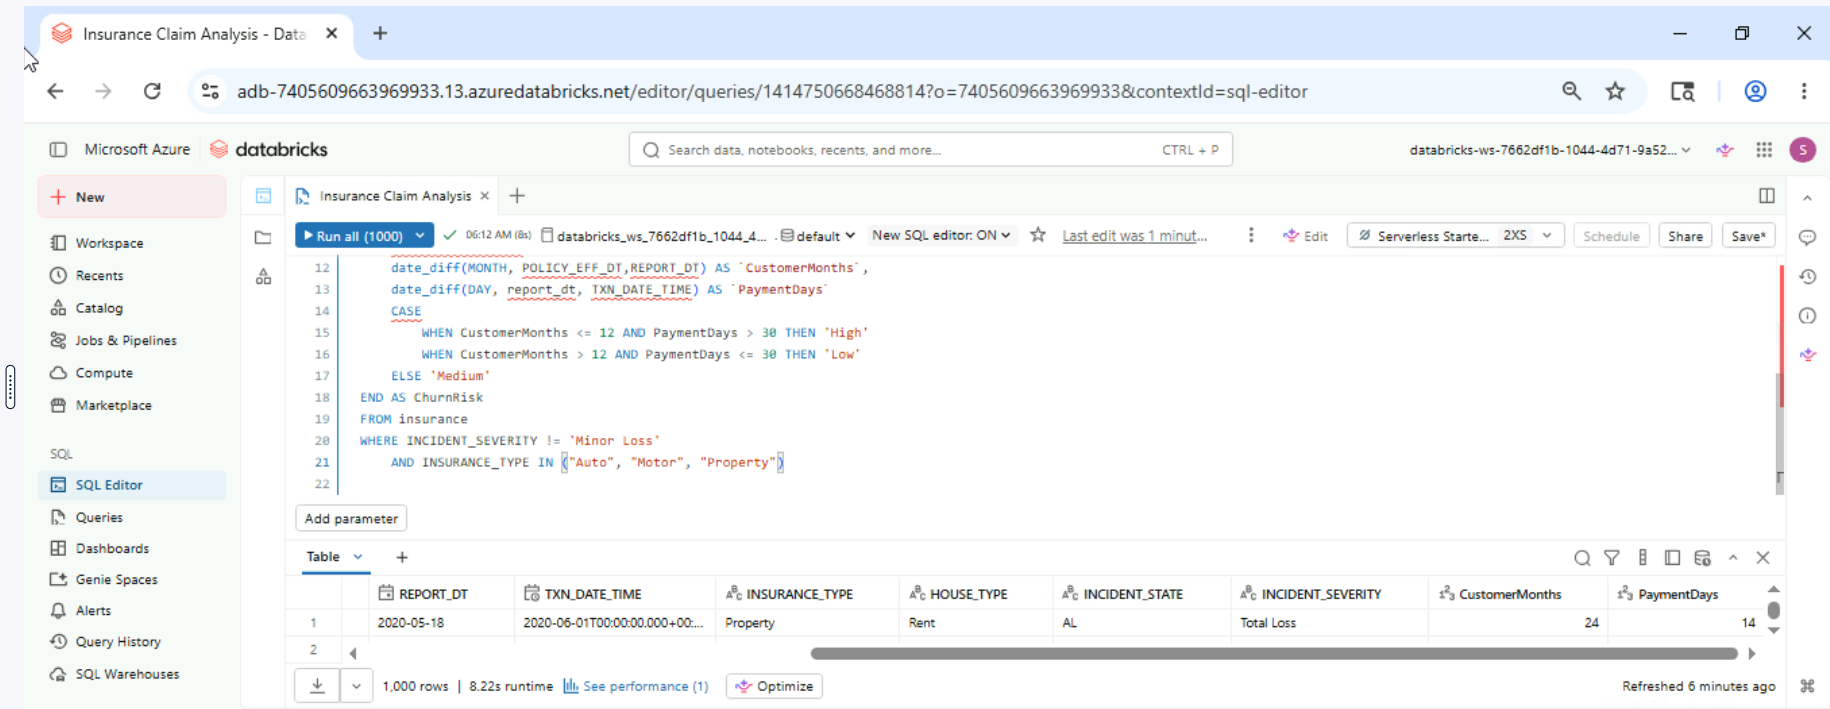 Insurance Claim Analysis - Data
adb-7405609663969933.13.azuredatabricks.net/editor/queries/1414750668468814?o=7405609663969933&contextId=sql-editor
Microsoft Azure databricks
Search data, notebooks, recents, and more... CTRL + P
databricks-ws-7662df1b-1044-4d71-9a52... S
New
Workspace
Recents
Catalog
Jobs & Pipelines
Compute
Marketplace
SQL
SQL Editor
Queries
Dashboards
Genie Spaces
Alerts
Query History
SQL Warehouses
Insurance Claim Analysis
Run all (1000) 06:12 AM (8s) databricks_ws_7662df1b_1044_4... . default New SQL editor: ON Last edit was 1 minut... Edit Serverless Starte... 2XS Schedule Share Save*
12 date_diff(MONTH, POLICY_EFF_DT,REPORT_DT) AS `CustomerMonths`,
13 date_diff(DAY, report_dt, TXN_DATE_TIME) AS `PaymentDays`
14 CASE
15 WHEN CustomerMonths <= 12 AND PaymentDays > 30 THEN 'High'
16 WHEN CustomerMonths > 12 AND PaymentDays <= 30 THEN 'Low'
17 ELSE 'Medium'
18 END AS ChurnRisk
19 FROM insurance
20 WHERE INCIDENT_SEVERITY != 'Minor Loss'
21 AND INSURANCE_TYPE IN ("Auto", "Motor", "Property")
22
Add parameter
Table
REPORT_DT TXN_DATE_TIME INSURANCE_TYPE HOUSE_TYPE INCIDENT_STATE INCIDENT_SEVERITY CustomerMonths PaymentDays
1 2020-05-18 2020-06-01T00:00:00.000+00:... Property Rent AL Total Loss 24 14
2
1,000 rows | 8.22s runtime See performance (1) Optimize Refreshed 6 minutes ago